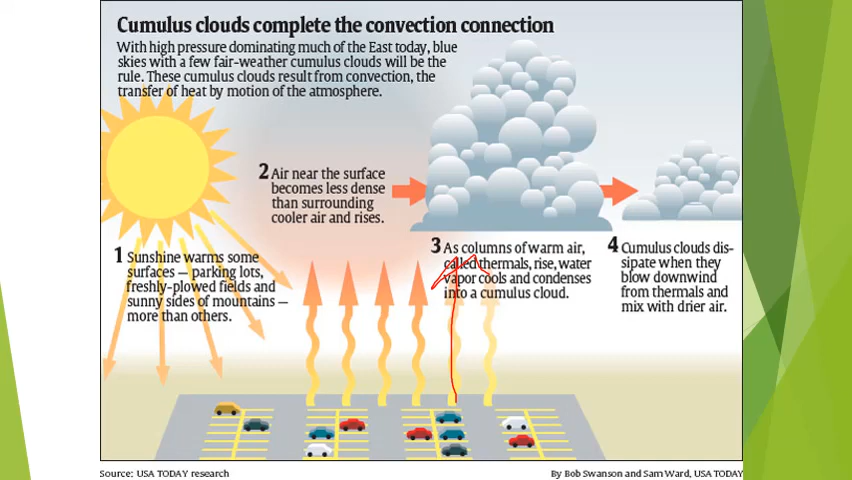 Cumulus clouds complete the convection connection
With high pressure dominating much of the East today, blue
skies with a few fair-weather cumulus clouds will be the
rule. These cumulus clouds result from convection, the
transfer of heat by motion of the atmosphere.
1 Sunshine warms some
surfaces — parking lots,
freshly-plowed fields and
sunny sides of mountains —
more than others.
2 Air near the surface
becomes less dense
than surrounding
cooler air and rises.
3 As columns of warm air,
called thermals, rise, water
vapor cools and condenses
into a cumulus cloud.
4 Cumulus clouds dis-
sipate when they
blow downwind
from thermals and
mix with drier air.
Source: USA TODAY research
By Bob Swanson and Sam Ward, USA TODAY